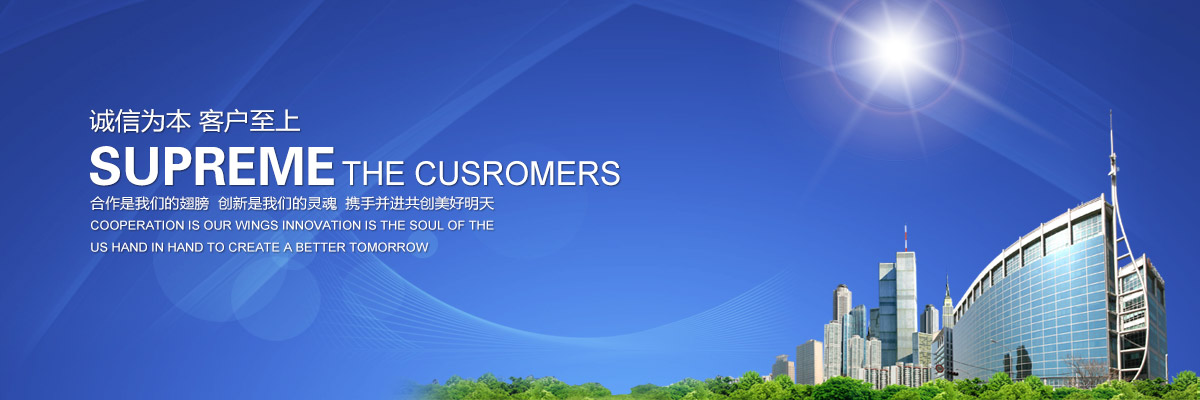 诚信为本 客户至上
SUPREME THE CUSROMERS
合作是我们的翅膀 创新是我们的灵魂 携手并进共创美好明天
COOPERATION IS OUR WINGS INNOVATION IS THE SOUL OF THE
US HAND IN HAND TO CREATE A BETTER TOMORROW